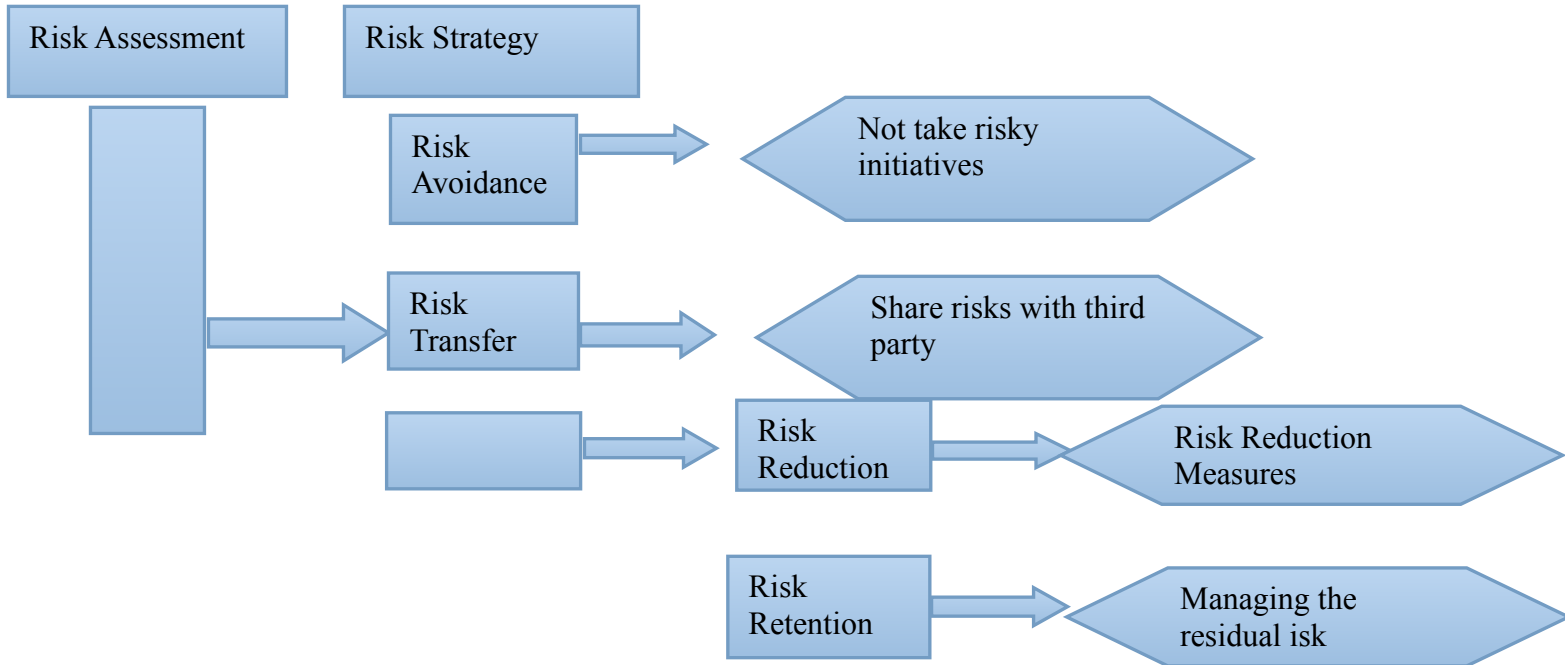 Risk Assessment
Risk Strategy
Risk
Avoidance
Not take risky
initiatives
Risk
Transfer
Share risks with third
party
Risk
Reduction
Risk Reduction
Measures
Risk
Retention
Managing the
residual isk